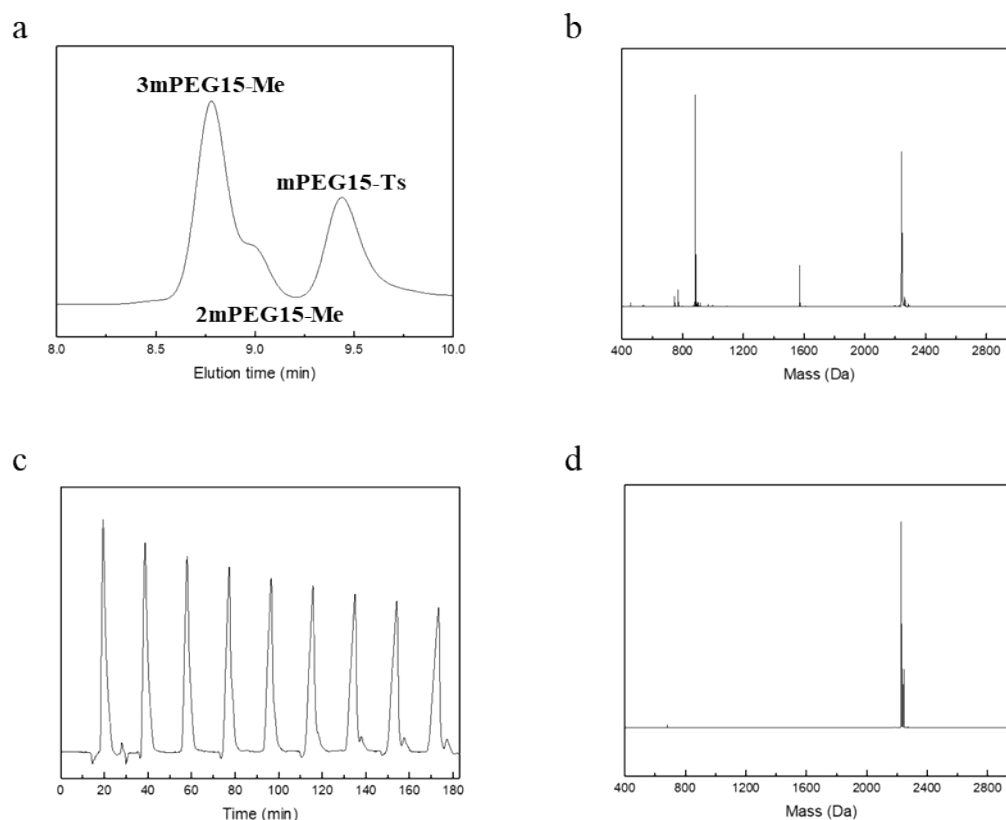 a
3mPEG15-Me
mPEG15-Ts
2mPEG15-Me
8.0 8.5 9.0 9.5 10.0
Elution time (min)
b
400 800 1200 1600 2000 2400 2800
Mass (Da)
c
0 20 40 60 80 100 120 140 160 180
Time (min)
d
400 800 1200 1600 2000 2400 2800
Mass (Da)